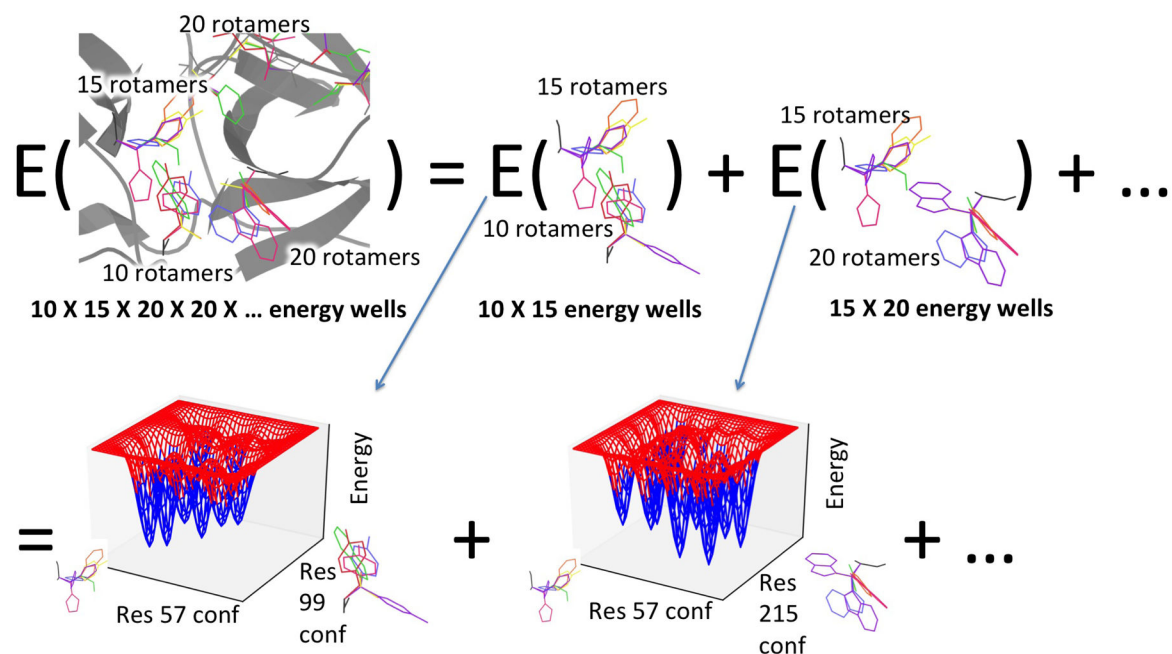 20 rotamers
15 rotamers
15 rotamers
15 rotamers
E( ) = E( ) + E( ) + ...
10 rotamers
20 rotamers
10 rotamers
20 rotamers
10 X 15 X 20 X 20 X ... energy wells
10 X 15 energy wells
15 X 20 energy wells
Energy
Energy
= + + ...
Res 57 conf
Res
99
conf
Res 57 conf
Res
215
conf